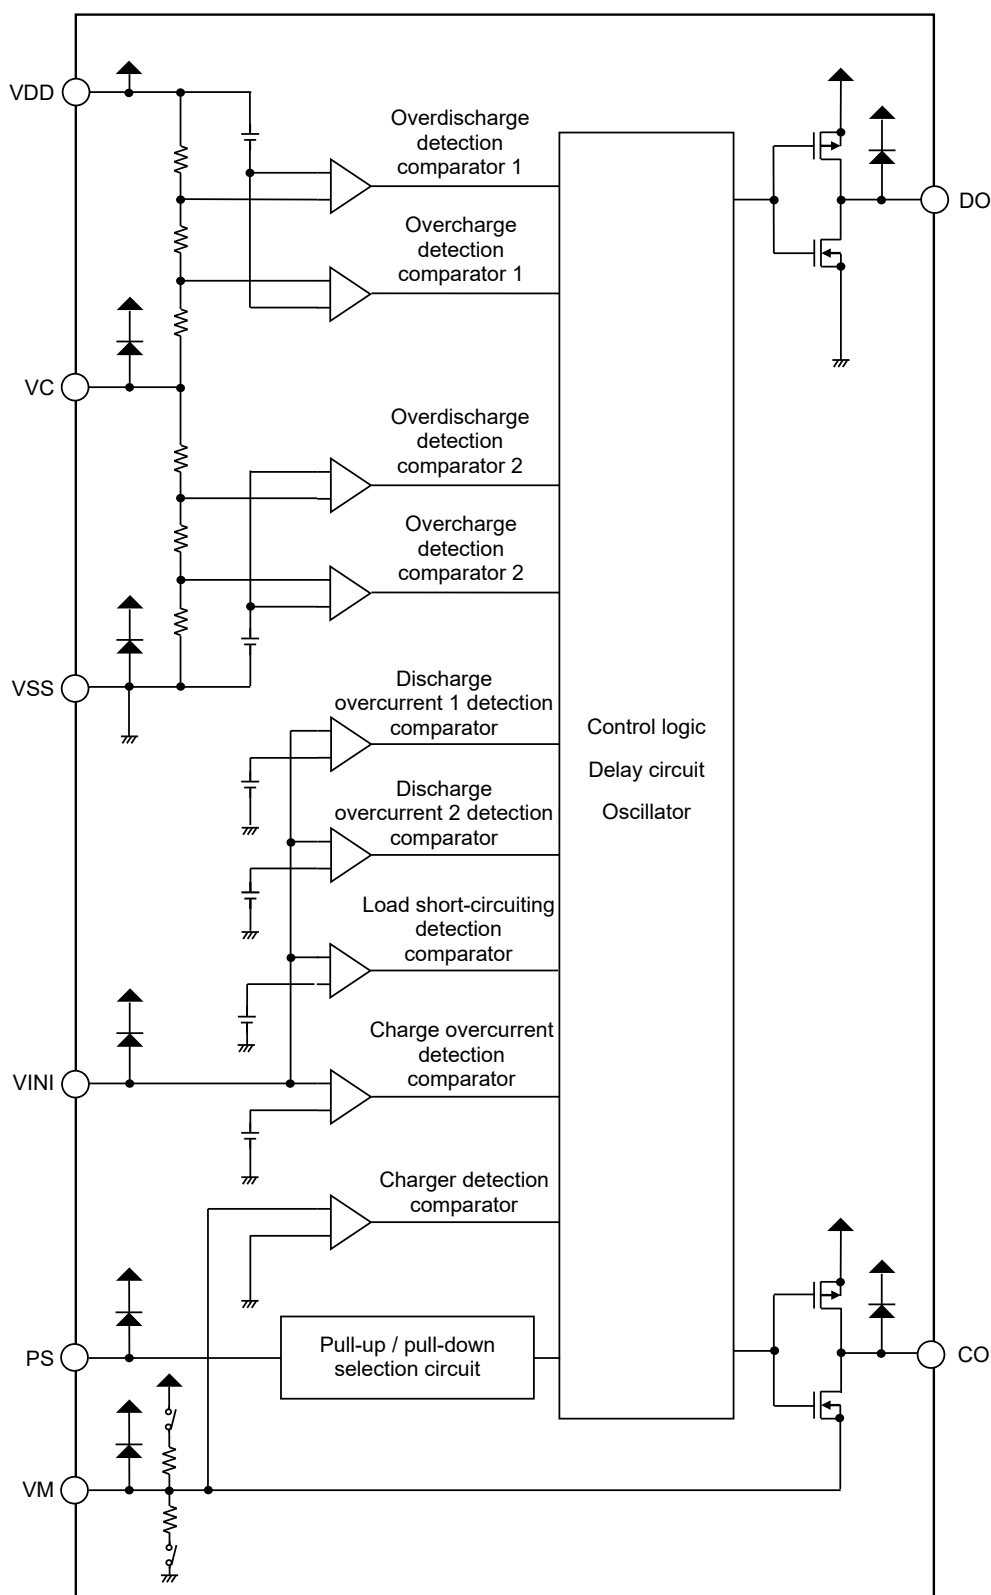 VDD
Overdischarge
detection
comparator 1
DO
Overcharge
detection
comparator 1
VC
Overdischarge
detection
comparator 2
Overcharge
detection
comparator 2
VSS
Discharge
overcurrent 1 detection
comparator
Control logic
Delay circuit
Oscillator
Discharge
overcurrent 2 detection
comparator
Load short-circuiting
detection
comparator
VINI
Charge overcurrent
detection
comparator
Charger detection
comparator
PS
Pull-up / pull-down
selection circuit
CO
VM